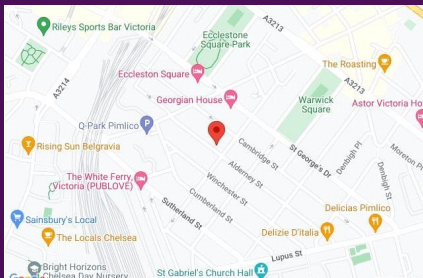 Rileys Sports Bar Victoria
Ecclestone
Square-Park
A3213
The Roasting
A3214
Eccleston Square
A3213
Georgian House
Warwick
Square
Astor Victoria Ho
Q-Park Pimlico
Cambridge St
St George's Dr
Denbigh Pl
Moreton Pl
Rising Sun Belgravia
Alderney St
The White Ferry,
Victoria (PUBLOVE)
Winchester St
Denbigh St
Cumberland St
Sutherland St
Delicias Pimlico
Sainsbury's Local
The Locals Chelsea
Delizie D'italia
Lupus St
Bright Horizons
Chelsea Day Nursery
St Gabriel's Church Hall